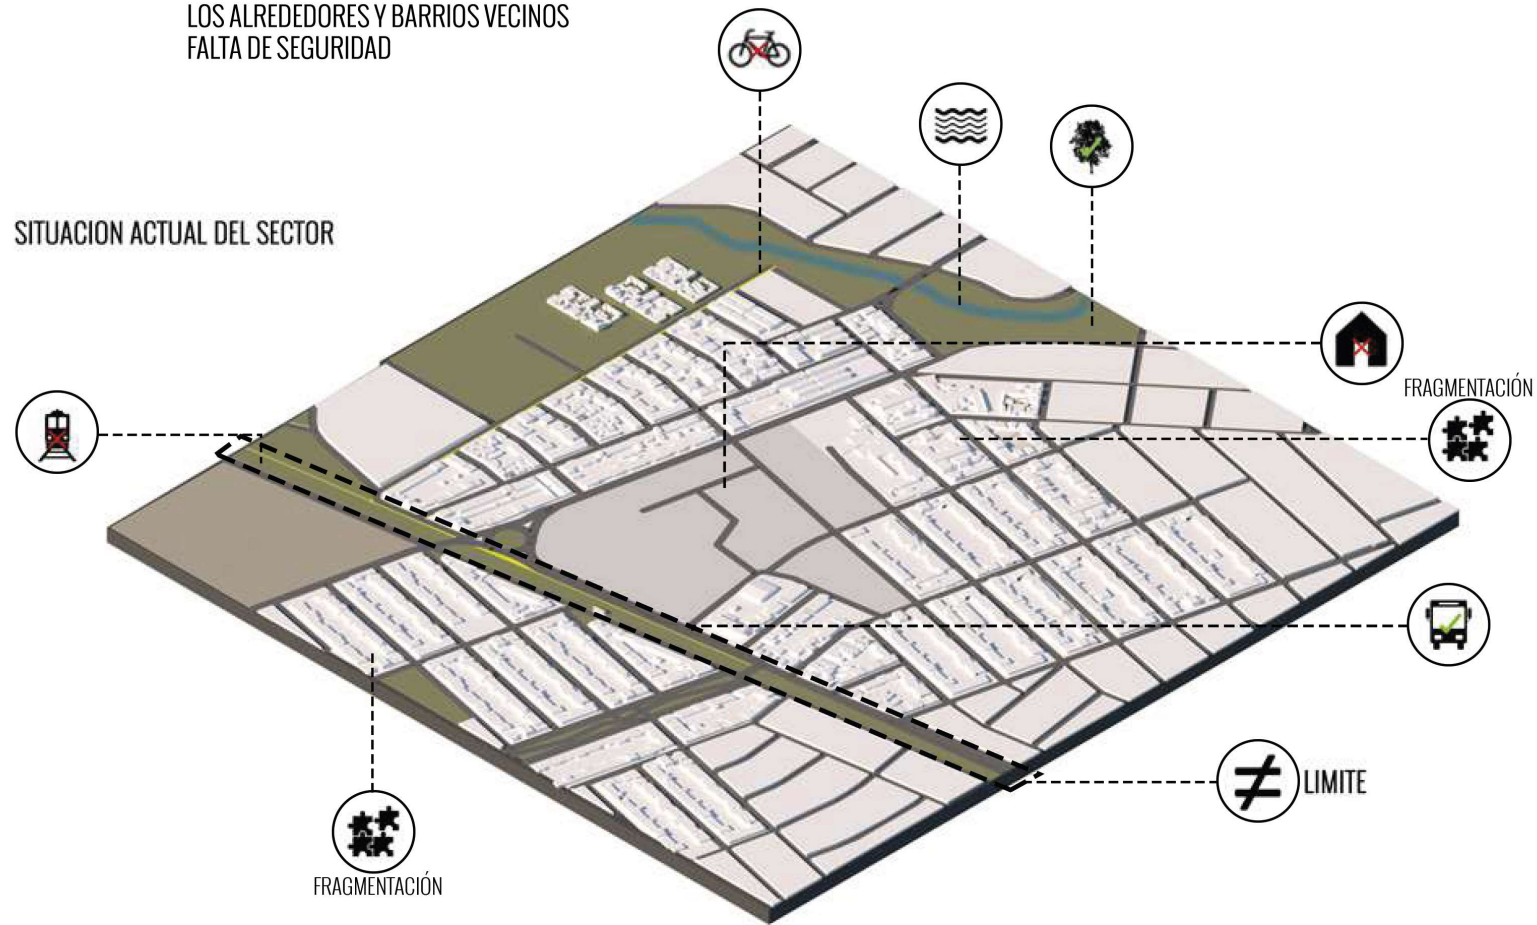 LOS ALREDEDORES Y BARRIOS VECINOS
FALTA DE SEGURIDAD
SITUACION ACTUAL DEL SECTOR
FRAGMENTACIÓN
LIMITE
FRAGMENTACIÓN